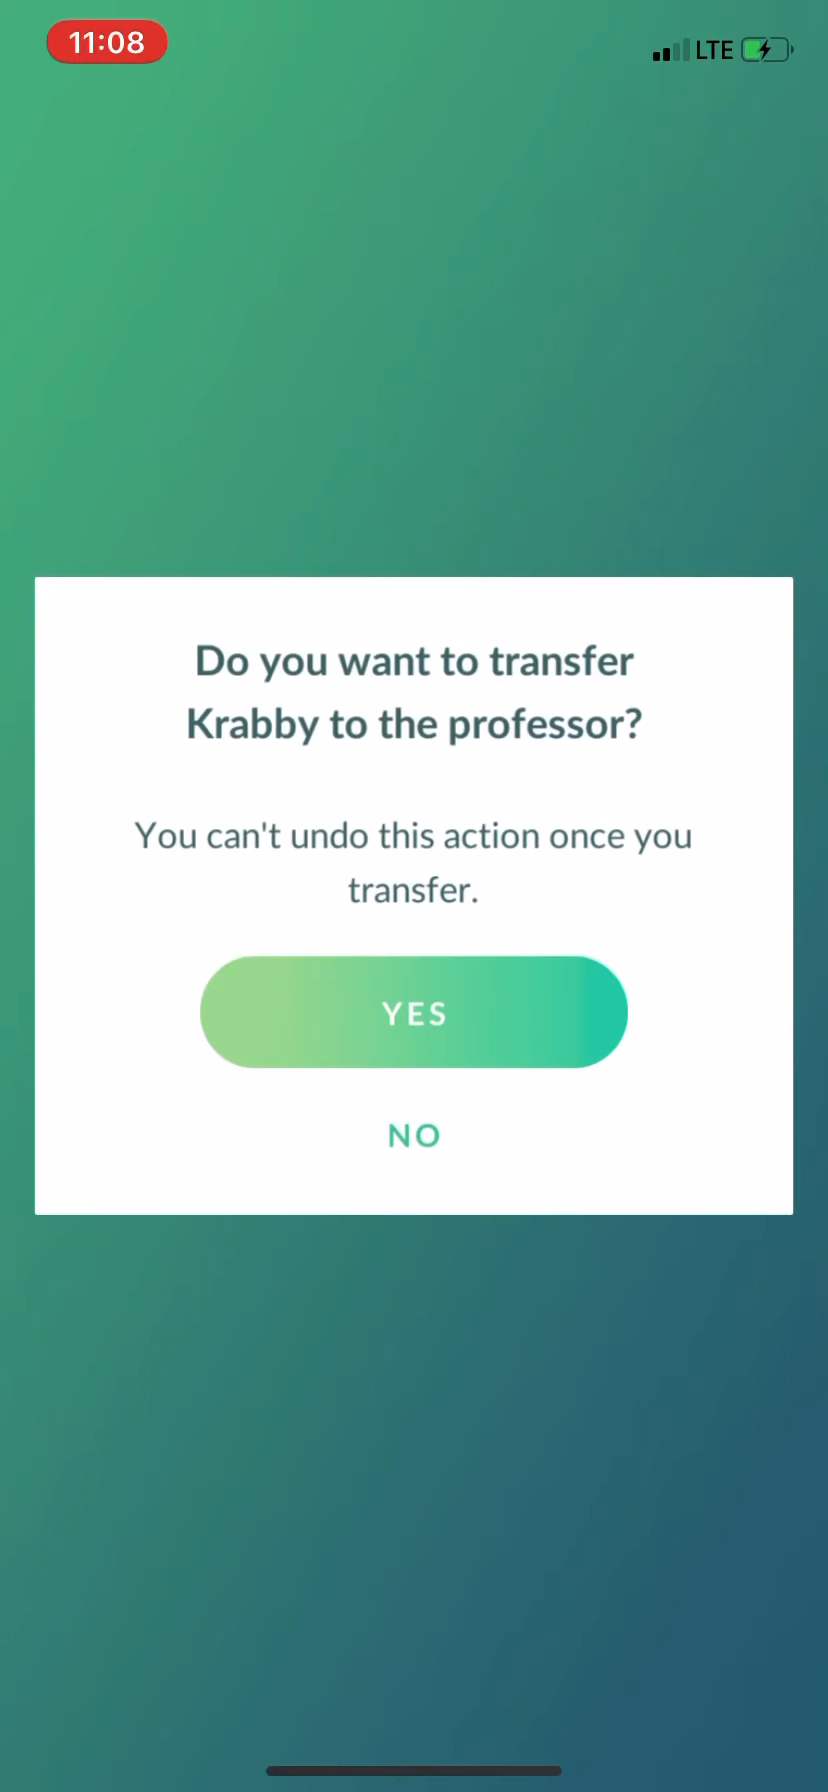 11:08
LTE
Do you want to transfer
Krabby to the professor?
You can't undo this action once you
transfer.
YES
NO